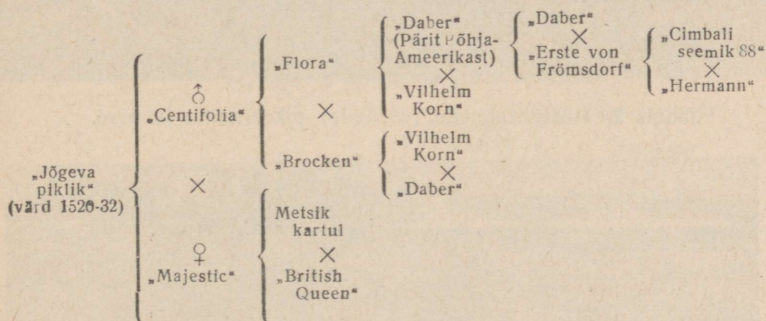 „Jõgeva
piklik“
(värd 1520-32)
♂
„Centifolia“
×
♀
„Majestic“
„Flora“
×
„Brocken“
Metsik
kartul
×
„British
Queen“
„Daber“
(Pärit Põhja-
Ameerikast)
×
„Vilhelm
Korn“
„Vilhelm
Korn“
×
„Daber“
„Daber“
×
„Erste von
Frömsdorf“
„Cimbali
seemik 88“
×
„Hermann“